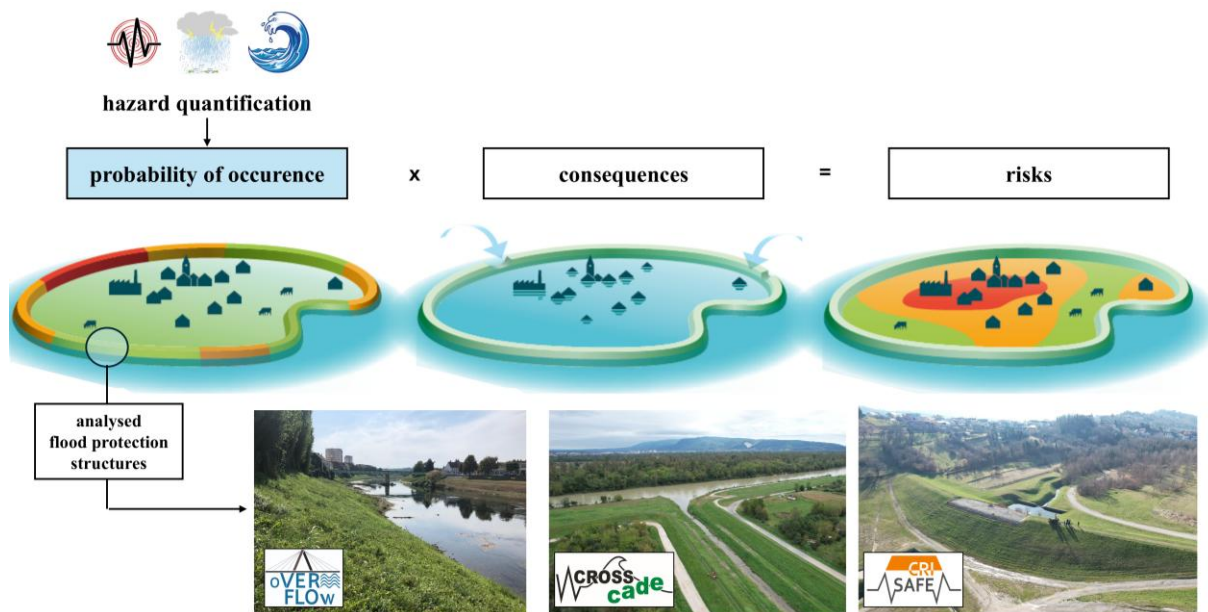 hazard quantification
probability of occurence
x
consequences
=
risks
analysed
flood protection
structures
oVER
FLOw
CROSS
cade
CRI
SAFE